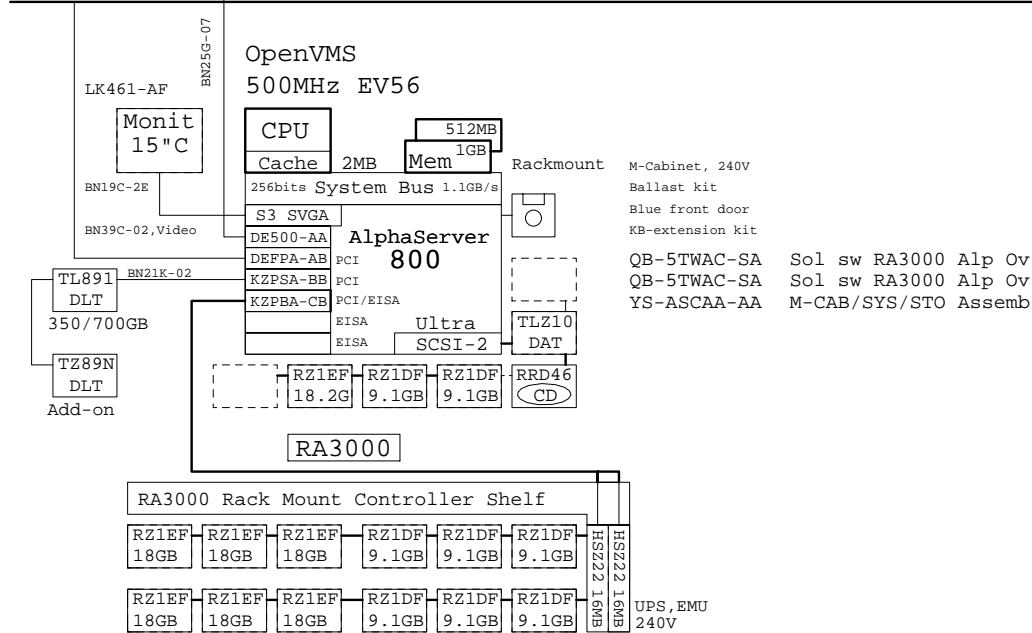 BN25G-07
OpenVMS
500MHz EV56
LK461-AF
Monit
15"C
CPU
Cache
2MB
512MB
1GB
Mem
Rackmount
M-Cabinet, 240V
Ballast kit
Blue front door
KB-extension kit
BN19C-2E
256bits System Bus 1.1GB/s
S3 SVGA
BN39C-02,Video
DE500-AA
AlphaServer
800
DEFPA-AB PCI
KZPSA-BB PCI
KZPBA-CB PCI/EISA
EISA
EISA
Ultra
SCSI-2
QB-5TWAC-SA Sol sw RA3000 Alp Ov
QB-5TWAC-SA Sol sw RA3000 Alp Ov
YS-ASCAA-AA M-CAB/SYS/STO Assemb
TL891
DLT
BN21K-02
350/700GB
TZ89N
DLT
Add-on
TLZ10
DAT
RZ1EF
18.2G
RZ1DF
9.1GB
RZ1DF
9.1GB
RRD46
CD
RA3000
RA3000 Rack Mount Controller Shelf
RZ1EF
18GB
RZ1EF
18GB
RZ1EF
18GB
RZ1DF
9.1GB
RZ1DF
9.1GB
RZ1DF
9.1GB
RZ1EF
18GB
RZ1EF
18GB
RZ1EF
18GB
RZ1DF
9.1GB
RZ1DF
9.1GB
RZ1DF
9.1GB
HSZ22 16MB
HSZ22 16MB
UPS,EMU
240V